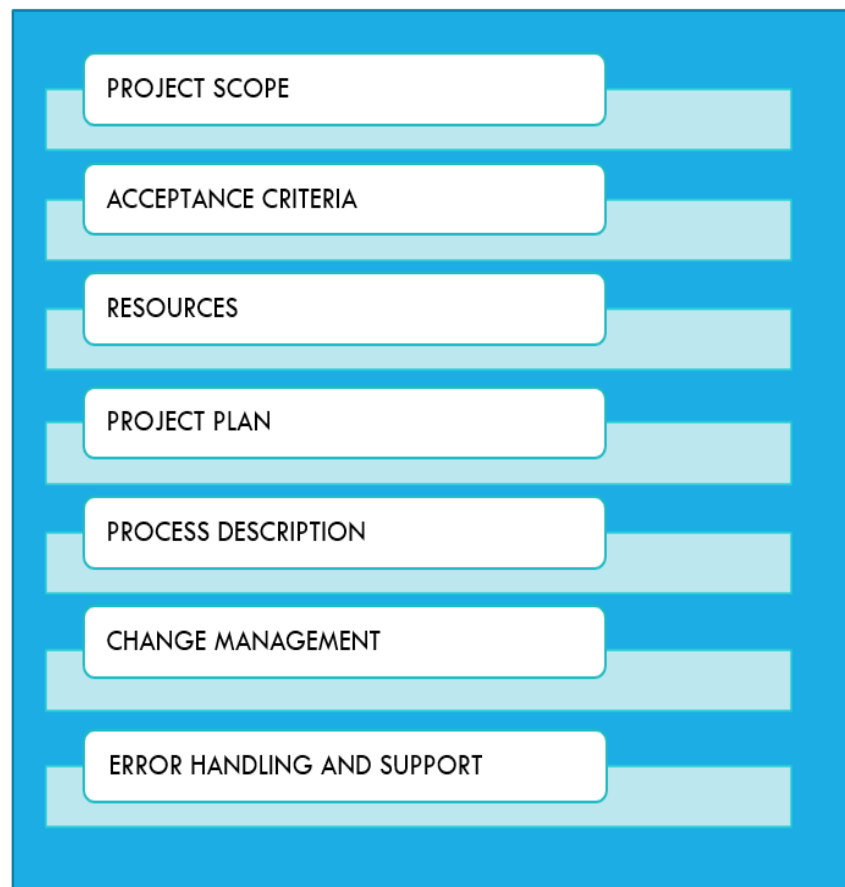 PROJECT SCOPE
ACCEPTANCE CRITERIA
RESOURCES
PROJECT PLAN
PROCESS DESCRIPTION
CHANGE MANAGEMENT
ERROR HANDLING AND SUPPORT